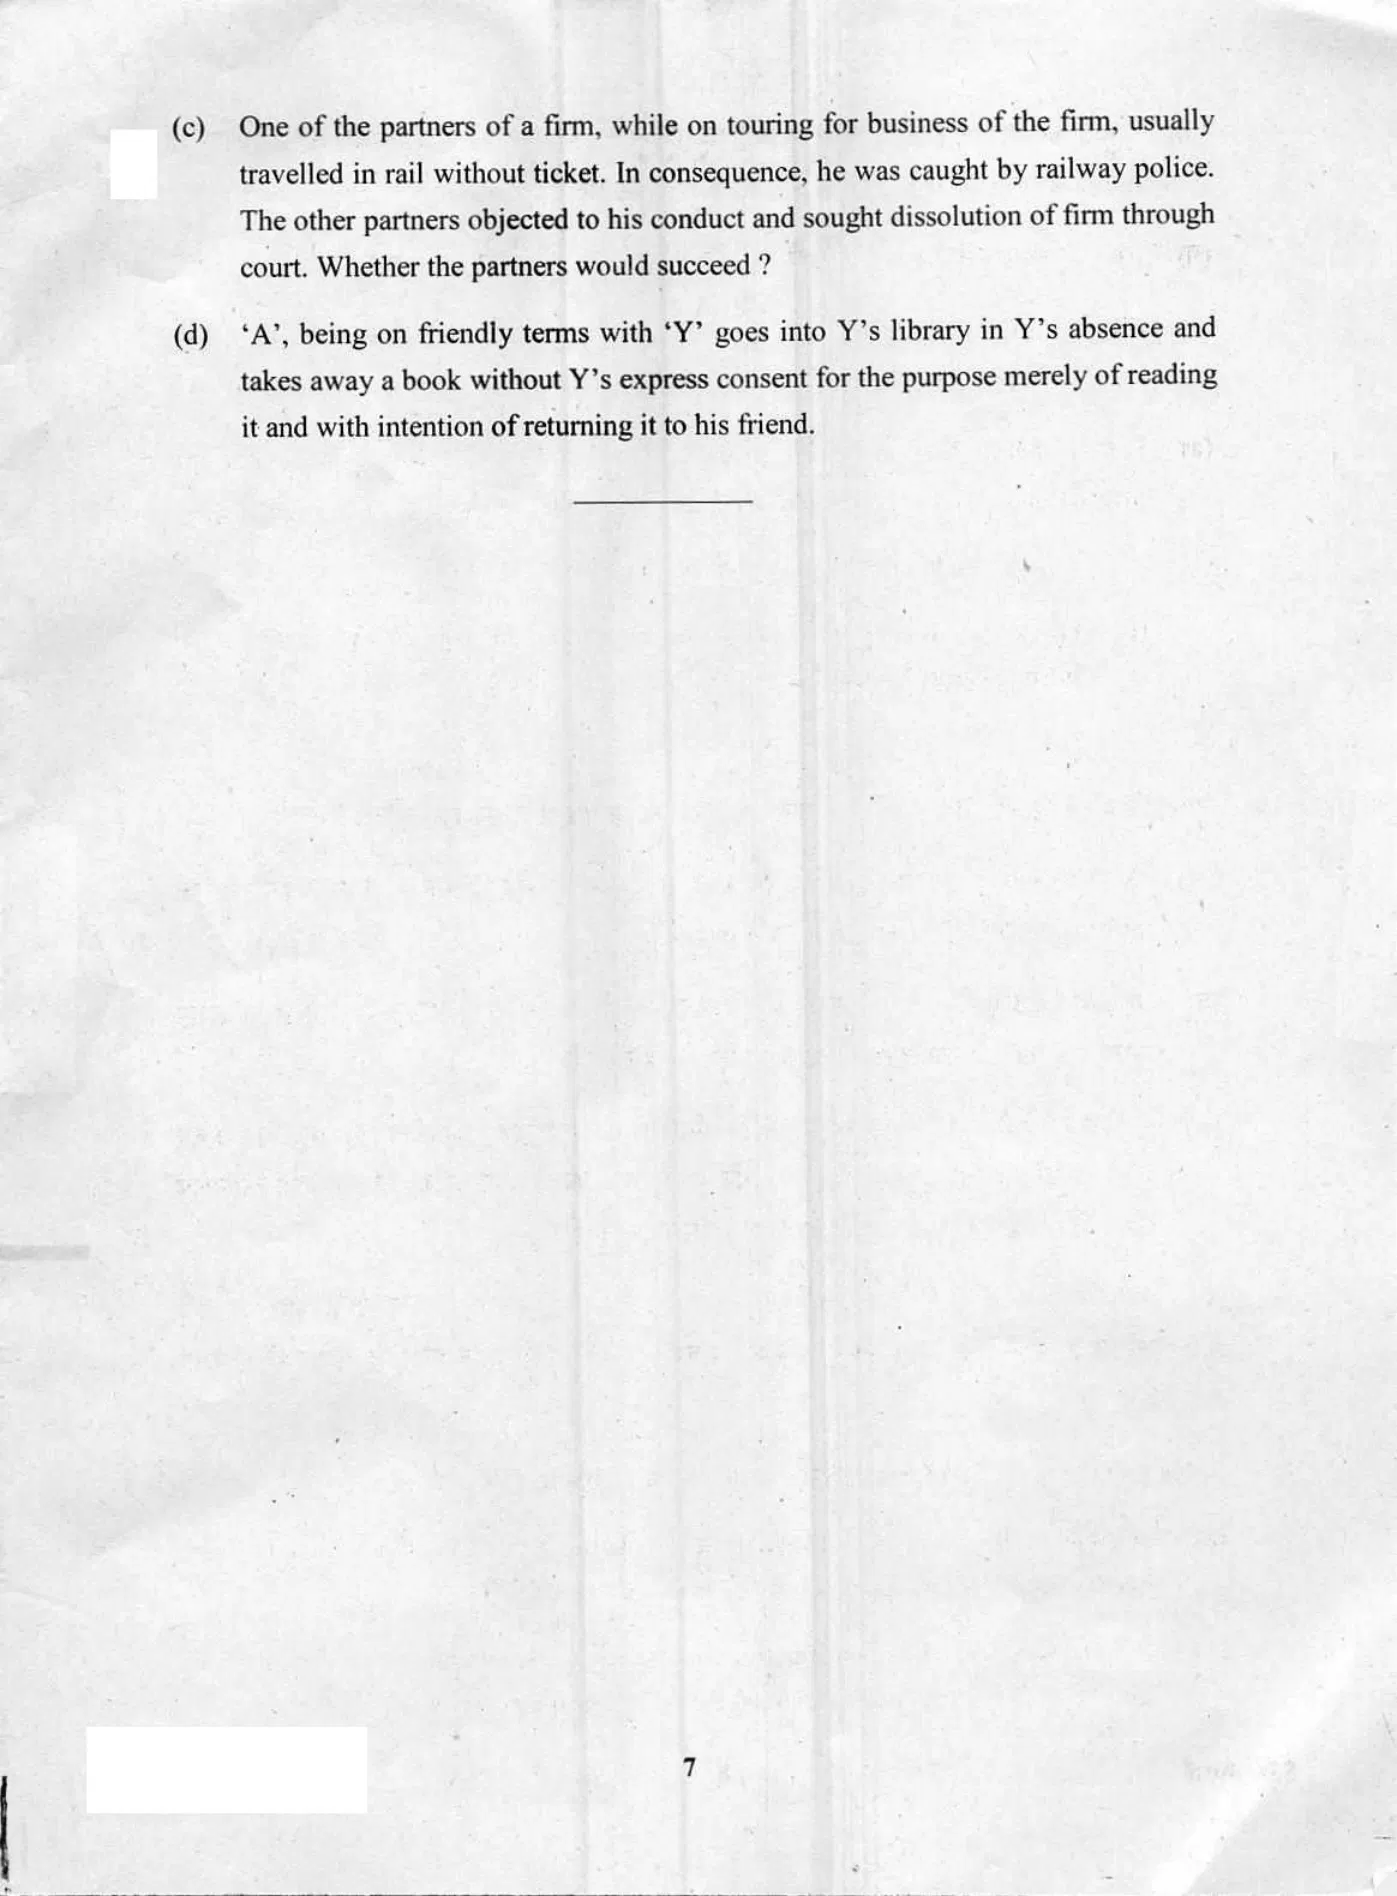 (c) One of the partners of a firm, while on touring for business of the firm, usually
travelled in rail without ticket. In consequence, he was caught by railway police.
The other partners objected to his conduct and sought dissolution of firm through
court. Whether the partners would succeed ?
(d) ‘A’, being on friendly terms with ‘Y’ goes into Y’s library in Y’s absence and
takes away a book without Y’s express consent for the purpose merely of reading
it and with intention of returning it to his friend.
7